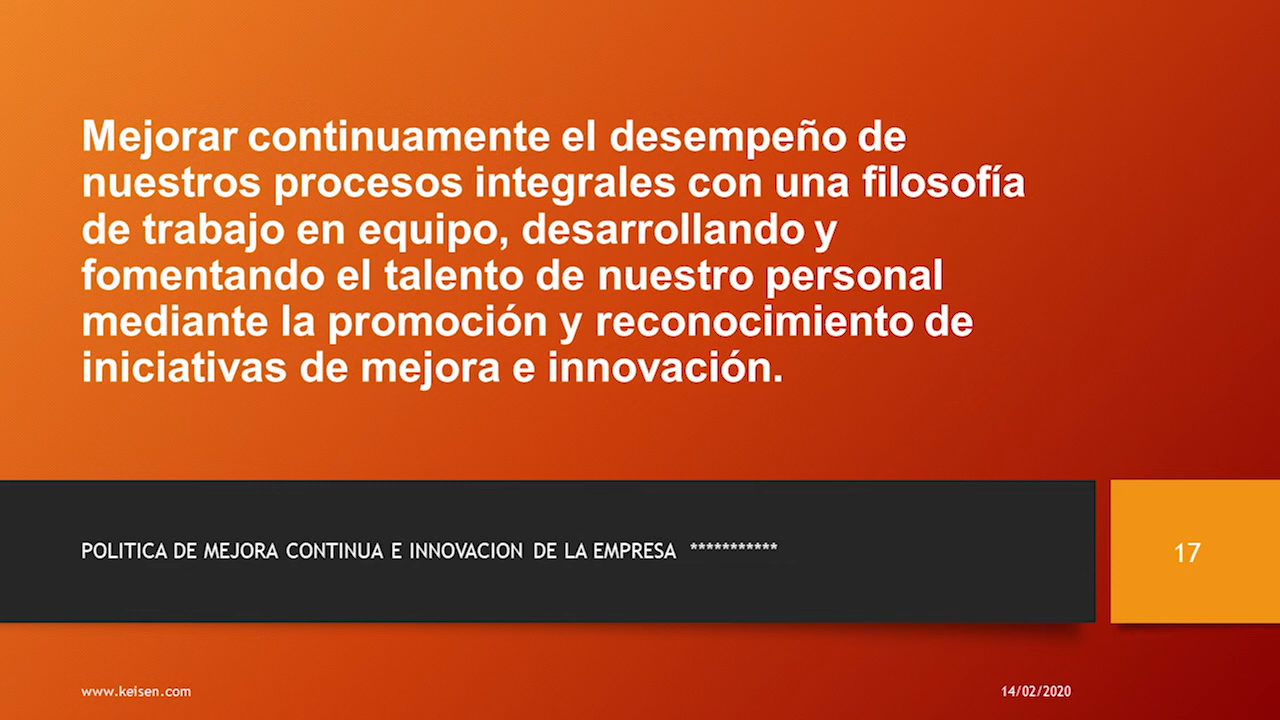 Mejorar continuamente el desempeño de
nuestros procesos integrales con una filosofía
de trabajo en equipo, desarrollando y
fomentando el talento de nuestro personal
mediante la promoción y reconocimiento de
iniciativas de mejora e innovación.
POLITICA DE MEJORA CONTINUA E INNOVACION DE LA EMPRESA ***********
17
www.keisen.com
14/02/2020